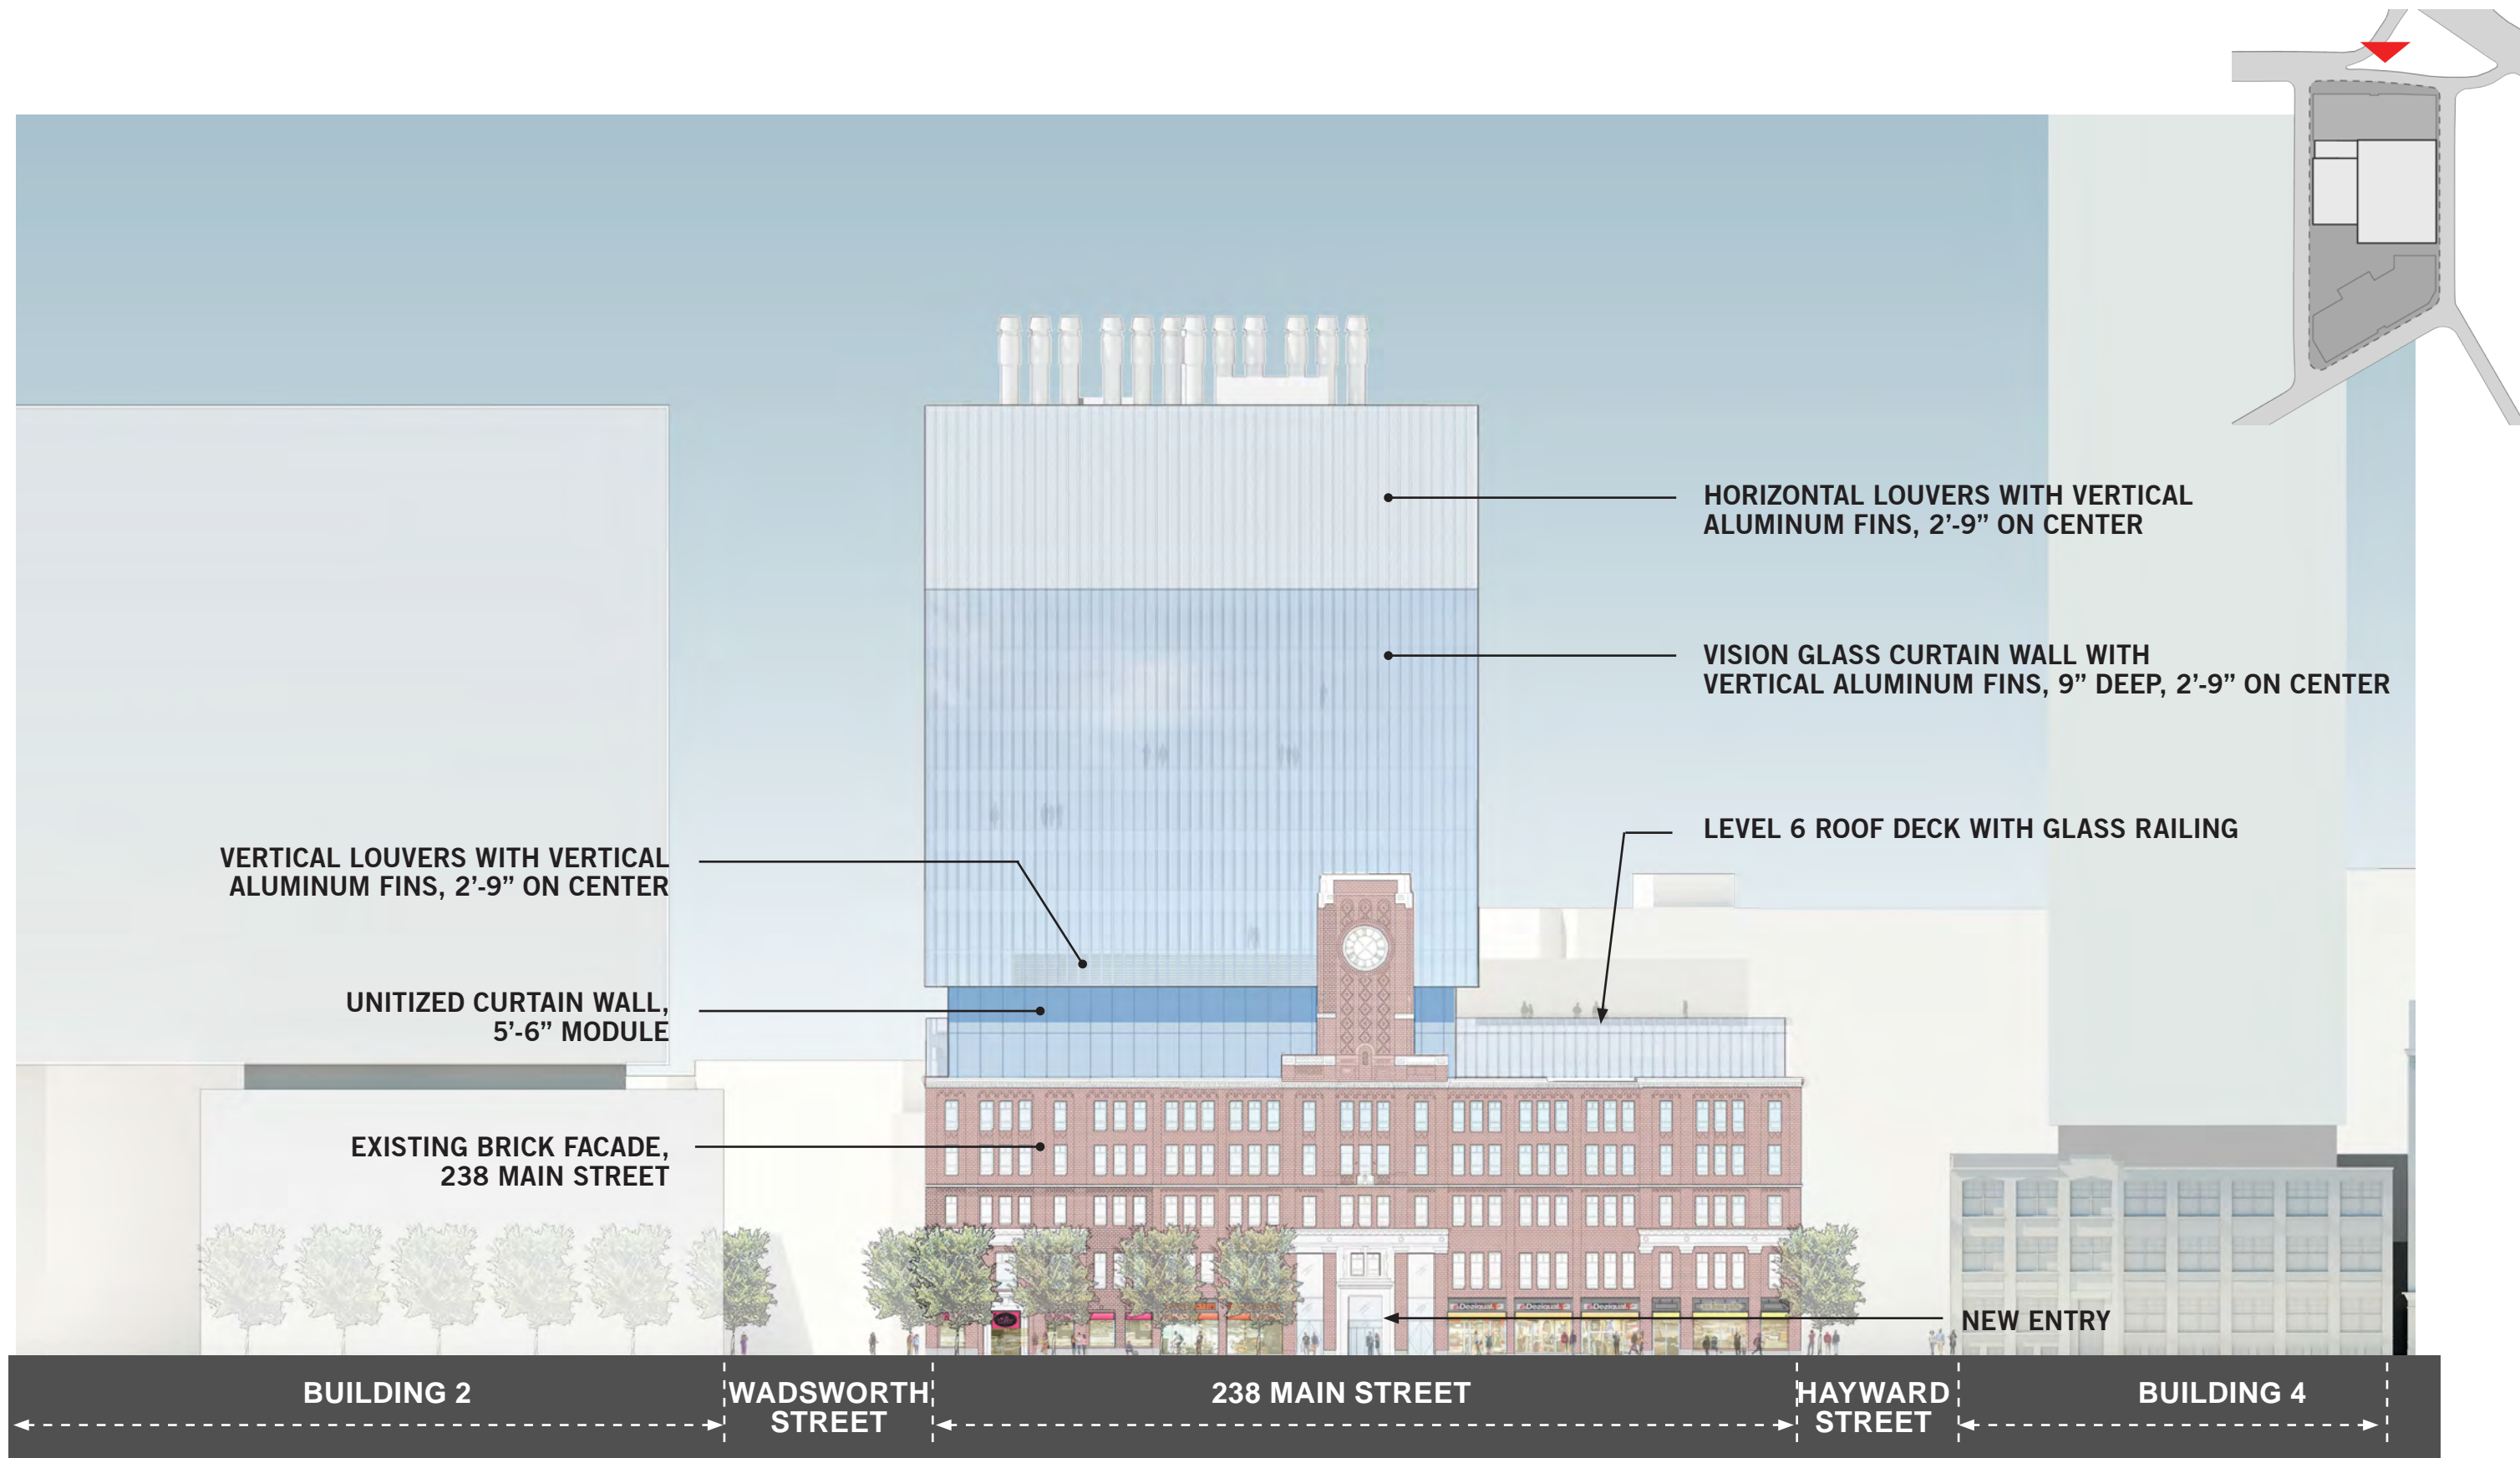 HORIZONTAL LOUVERS WITH VERTICAL
ALUMINUM FINS, 2’-9” ON CENTER
VISION GLASS CURTAIN WALL WITH
VERTICAL ALUMINUM FINS, 9” DEEP, 2’-9” ON CENTER
LEVEL 6 ROOF DECK WITH GLASS RAILING
VERTICAL LOUVERS WITH VERTICAL
ALUMINUM FINS, 2’-9” ON CENTER
UNITIZED CURTAIN WALL,
5’-6” MODULE
EXISTING BRICK FACADE,
238 MAIN STREET
Desigual
Desigual
Desigual
NEW ENTRY
BUILDING 2
WADSWORTH
STREET
238 MAIN STREET
HAYWARD
STREET
BUILDING 4